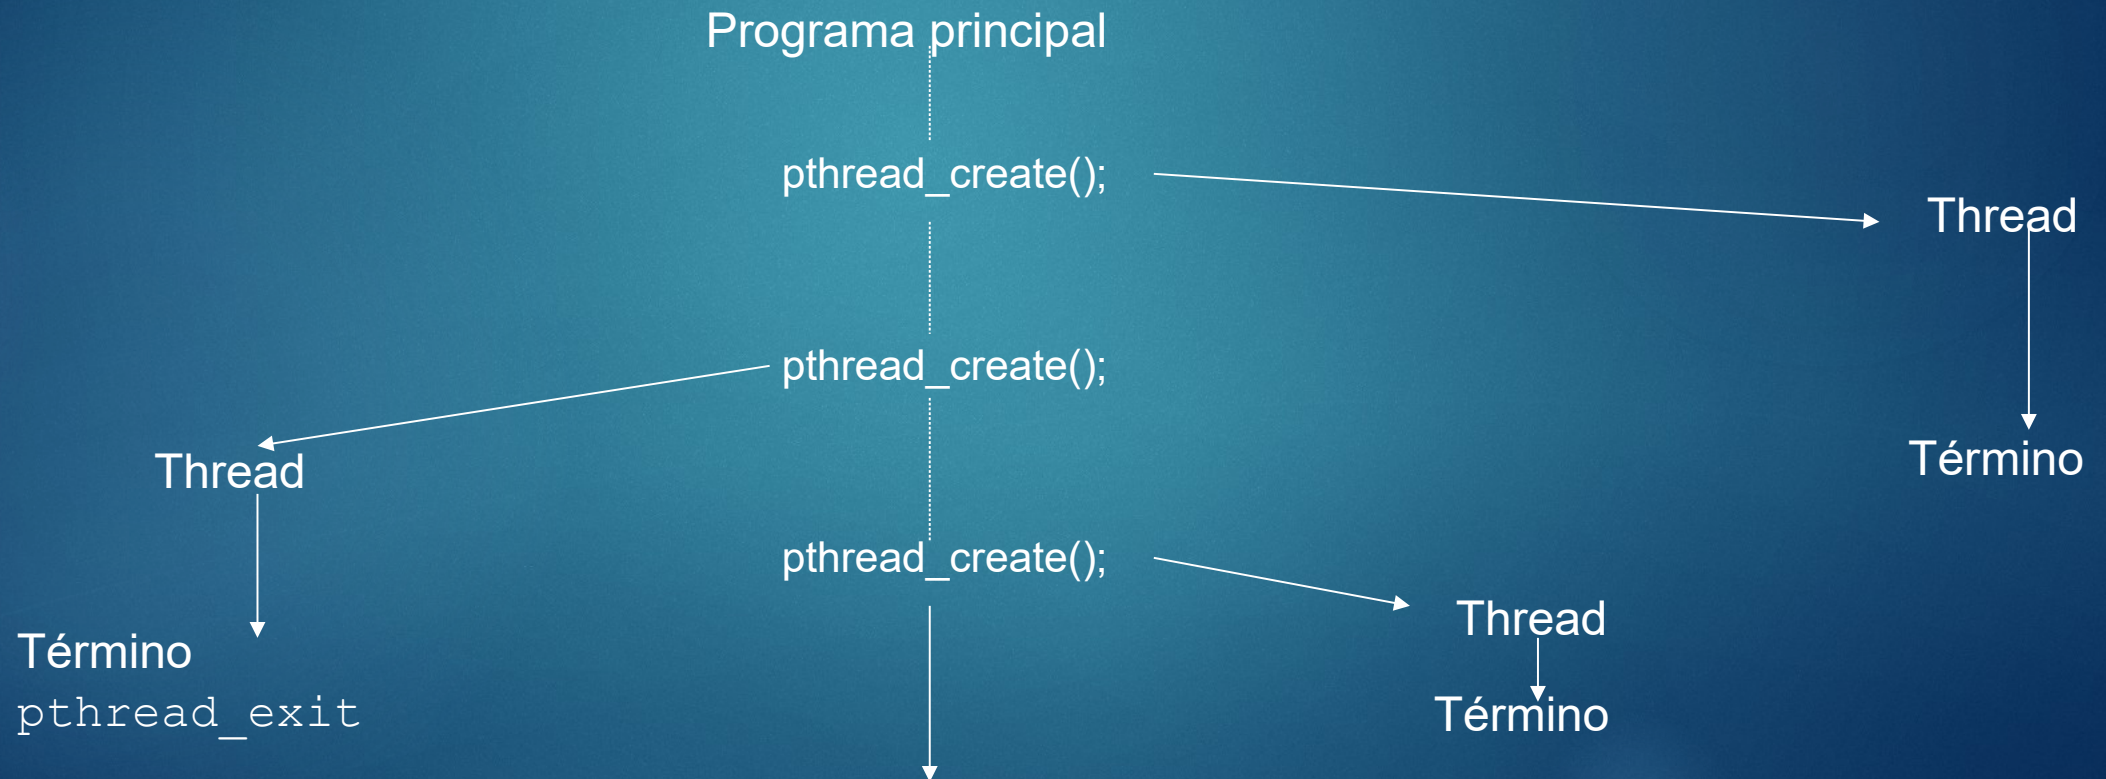 Programa principal
pthread_create();
Thread
pthread_create();
Thread
Término
pthread_create();
Thread
Término
pthread_exit
Término